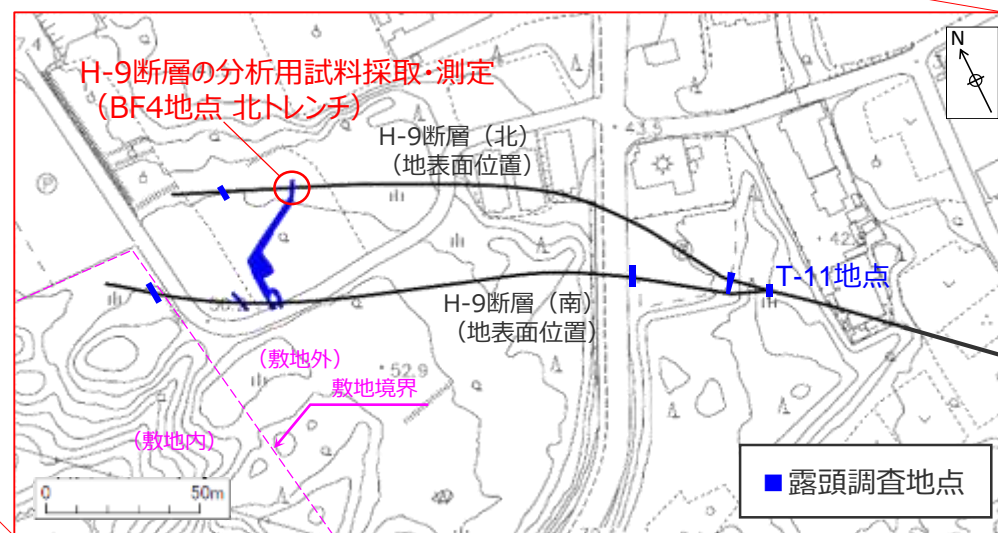 N
H-9断層の分析用試料採取・測定
（BF4地点 北トレンチ）
H-9断層（北）
（地表面位置）
T-11地点
H-9断層（南）
（地表面位置）
（敷地外）
52.9
敷地境界
（敷地内）
0
50m
露頭調査地点